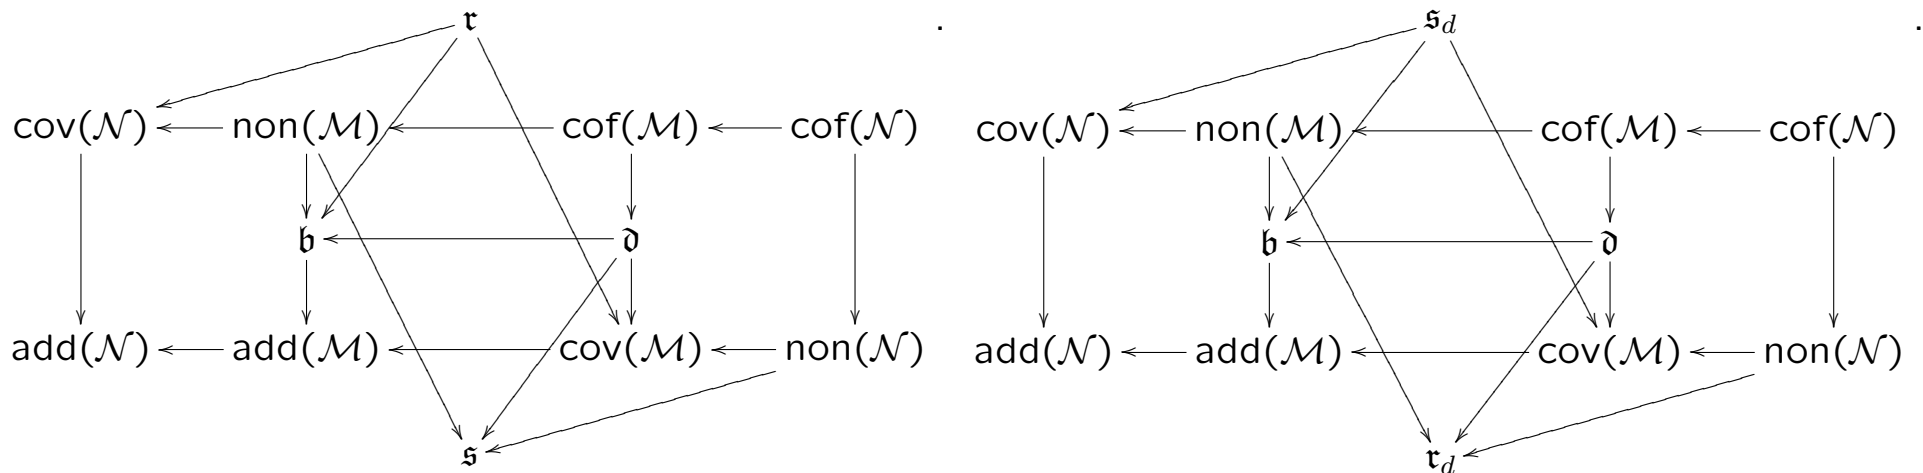 𝔯 . 𝔰_d .
cov(𝒩) non(ℳ) cof(ℳ) cof(𝒩) cov(𝒩) non(ℳ) cof(ℳ) cof(𝒩)
𝔟 𝔡 𝔟 𝔡
add(𝒩) add(ℳ) cov(ℳ) non(𝒩) add(𝒩) add(ℳ) cov(ℳ) non(𝒩)
𝔰 𝔯_d